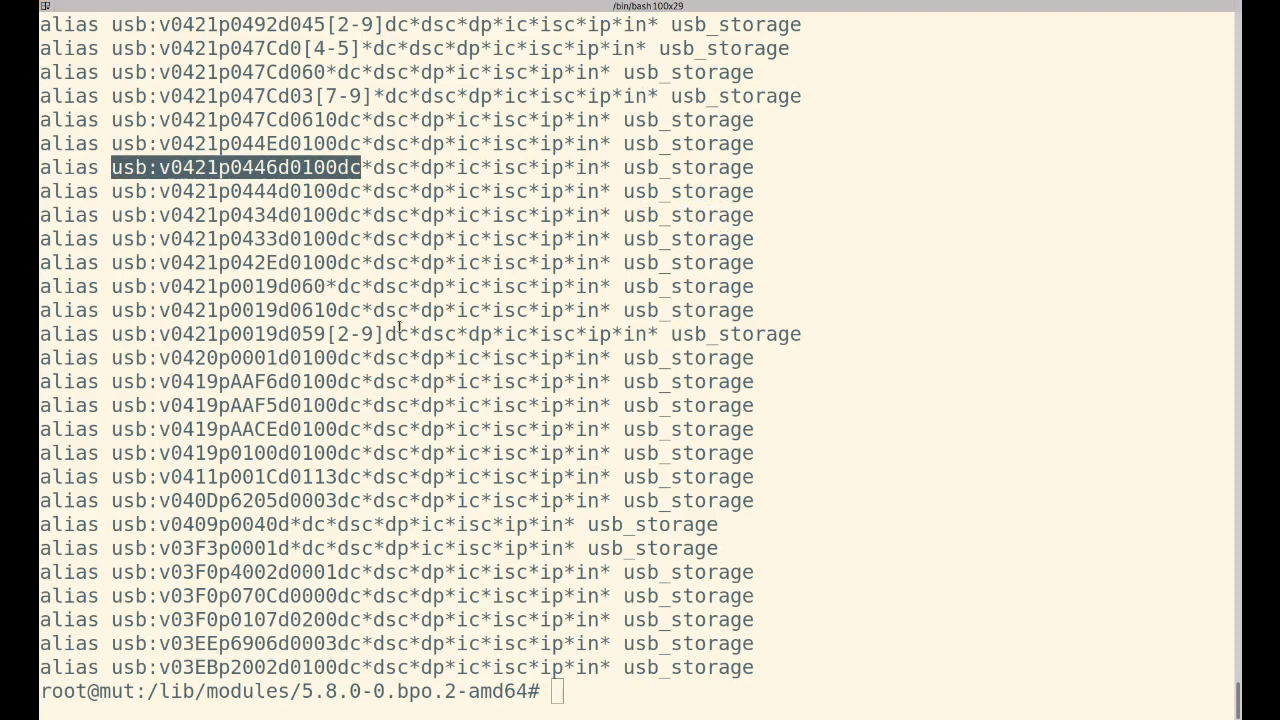 /bin/bash 100x29
alias usb:v0421p0492d045[2-9]dc*dsc*dp*ic*isc*ip*in* usb_storage
alias usb:v0421p047Cd0[4-5]*dc*dsc*dp*ic*isc*ip*in* usb_storage
alias usb:v0421p047Cd060*dc*dsc*dp*ic*isc*ip*in* usb_storage
alias usb:v0421p047Cd03[7-9]*dc*dsc*dp*ic*isc*ip*in* usb_storage
alias usb:v0421p047Cd0610dc*dsc*dp*ic*isc*ip*in* usb_storage
alias usb:v0421p044Ed0100dc*dsc*dp*ic*isc*ip*in* usb_storage
alias usb:v0421p0446d0100dc*dsc*dp*ic*isc*ip*in* usb_storage
alias usb:v0421p0444d0100dc*dsc*dp*ic*isc*ip*in* usb_storage
alias usb:v0421p0434d0100dc*dsc*dp*ic*isc*ip*in* usb_storage
alias usb:v0421p0433d0100dc*dsc*dp*ic*isc*ip*in* usb_storage
alias usb:v0421p042Ed0100dc*dsc*dp*ic*isc*ip*in* usb_storage
alias usb:v0421p0019d060*dc*dsc*dp*ic*isc*ip*in* usb_storage
alias usb:v0421p0019d0610dc*dsc*dp*ic*isc*ip*in* usb_storage
alias usb:v0421p0019d059[2-9]dc*dsc*dp*ic*isc*ip*in* usb_storage
alias usb:v0420p0001d0100dc*dsc*dp*ic*isc*ip*in* usb_storage
alias usb:v0419pAAF6d0100dc*dsc*dp*ic*isc*ip*in* usb_storage
alias usb:v0419pAAF5d0100dc*dsc*dp*ic*isc*ip*in* usb_storage
alias usb:v0419pAACEd0100dc*dsc*dp*ic*isc*ip*in* usb_storage
alias usb:v0419p0100d0100dc*dsc*dp*ic*isc*ip*in* usb_storage
alias usb:v0411p001Cd0113dc*dsc*dp*ic*isc*ip*in* usb_storage
alias usb:v040Dp6205d0003dc*dsc*dp*ic*isc*ip*in* usb_storage
alias usb:v0409p0040d*dc*dsc*dp*ic*isc*ip*in* usb_storage
alias usb:v03F3p0001d*dc*dsc*dp*ic*isc*ip*in* usb_storage
alias usb:v03F0p4002d0001dc*dsc*dp*ic*isc*ip*in* usb_storage
alias usb:v03F0p070Cd0000dc*dsc*dp*ic*isc*ip*in* usb_storage
alias usb:v03F0p0107d0200dc*dsc*dp*ic*isc*ip*in* usb_storage
alias usb:v03EEp6906d0003dc*dsc*dp*ic*isc*ip*in* usb_storage
alias usb:v03EBp2002d0100dc*dsc*dp*ic*isc*ip*in* usb_storage
root@mut:/lib/modules/5.8.0-0.bpo.2-amd64#